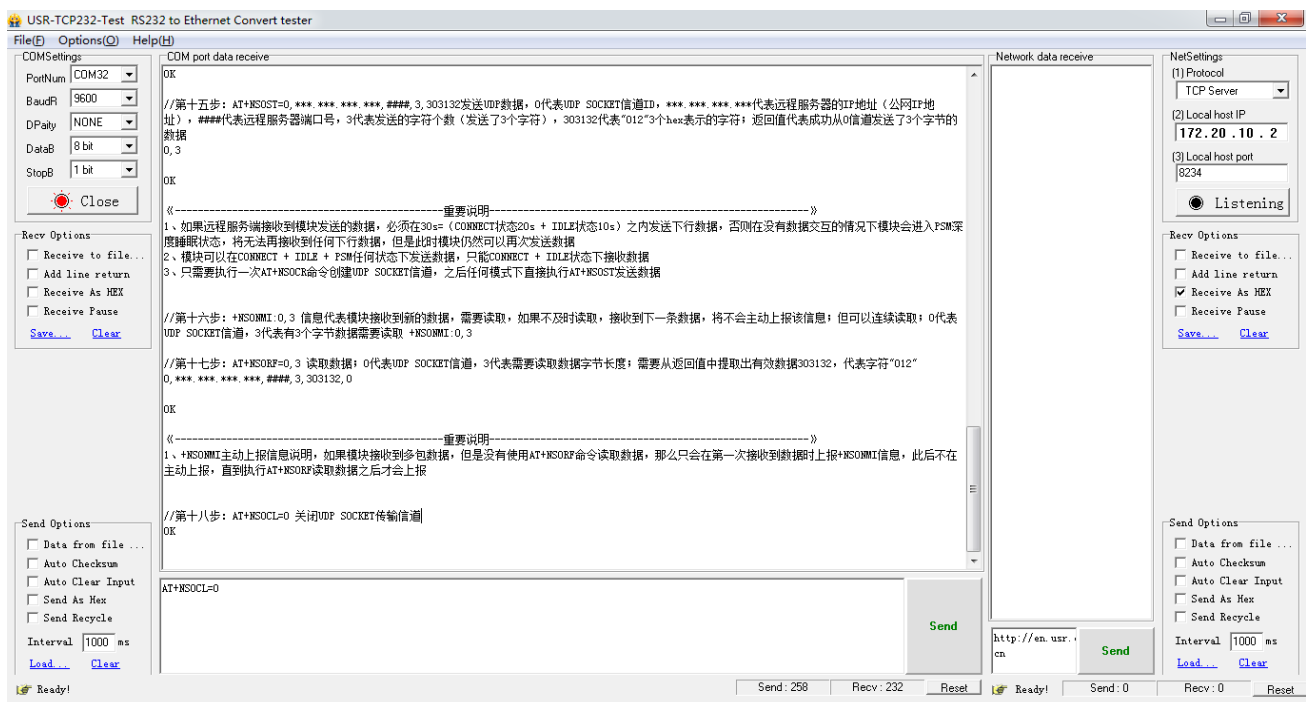 USR-TCP232-Test RS232 to Ethernet Convert tester
File(F) Options(O) Help(H)
COMSettings
PortNum COM32
BaudR 9600
DPaity NONE
DataB 8 bit
StopB 1 bit
Close
Recv Options
Receive to file...
Add line return
Receive As HEX
Receive Pause
Save... Clear
Send Options
Data from file ...
Auto Checksum
Auto Clear Input
Send As Hex
Send Recycle
Interval 1000 ms
Load... Clear
Ready!
COM port data receive
OK
//第十五步: AT+NSOST=0,***.***.***.***,####,3,303132发送UDP数据, 0代表UDP SOCKET信道ID, ***.***.***.***代表远程服务器的IP地址（公网IP地
址）, ####代表远程服务器端口号, 3代表发送的字符个数（发送了3个字符）, 303132代表"012"3个hex表示的字符; 返回值代表成功从0信道发送了3个字节的
数据
0,3
OK
《----------------------------------------------重要说明-------------------------------------------------------》
1、如果远程服务端接收到模块发送的数据, 必须在30s=（CONNECT状态20s + IDLE状态10s）之内发送下行数据, 否则在没有数据交互的情况下模块会进入PSM深
度睡眠状态, 将无法再接收到任何下行数据, 但是此时模块仍然可以再次发送数据
2、模块可以在CONNECT + IDLE + PSM任何状态下发送数据, 只能CONNECT + IDLE状态下接收数据
3、只需要执行一次AT+NSOCR命令创建UDP SOCKET信道, 之后任何模式下直接执行AT+NSOST发送数据
//第十六步: +NSONMI:0,3 信息代表模块接收到新的数据, 需要读取, 如果不及时读取, 接收到下一条数据, 将不会主动上报该信息; 但可以连续读取; 0代表
UDP SOCKET信道, 3代表有3个字节数据需要读取 +NSONMI:0,3
//第十七步: AT+NSORF=0,3 读取数据; 0代表UDP SOCKET信道, 3代表需要读取数据字节长度; 需要从返回值中提取出有效数据303132, 代表字符"012"
0,***.***.***.***,####,3,303132,0
OK
《----------------------------------------------重要说明-------------------------------------------------------》
1、+NSONMI主动上报信息说明, 如果模块接收到多包数据, 但是没有使用AT+NSORF命令读取数据, 那么只会在第一次接收到数据时上报+NSONMI信息, 此后不在
主动上报, 直到执行AT+NSORF读取数据之后才会上报
//第十八步: AT+NSOCL=0 关闭UDP SOCKET传输信道
OK
AT+NSOCL=0
Send
Send : 258 Recv : 232 Reset
Network data receive
http://en.usr.
cn
Send
Ready! Send : 0 Recv : 0 Reset
NetSettings
(1) Protocol
TCP Server
(2) Local host IP
172.20 .10 . 2
(3) Local host port
8234
Listening
Recv Options
Receive to file...
Add line return
Receive As HEX
Receive Pause
Save... Clear
Send Options
Data from file ...
Auto Checksum
Auto Clear Input
Send As Hex
Send Recycle
Interval 1000 ms
Load... Clear